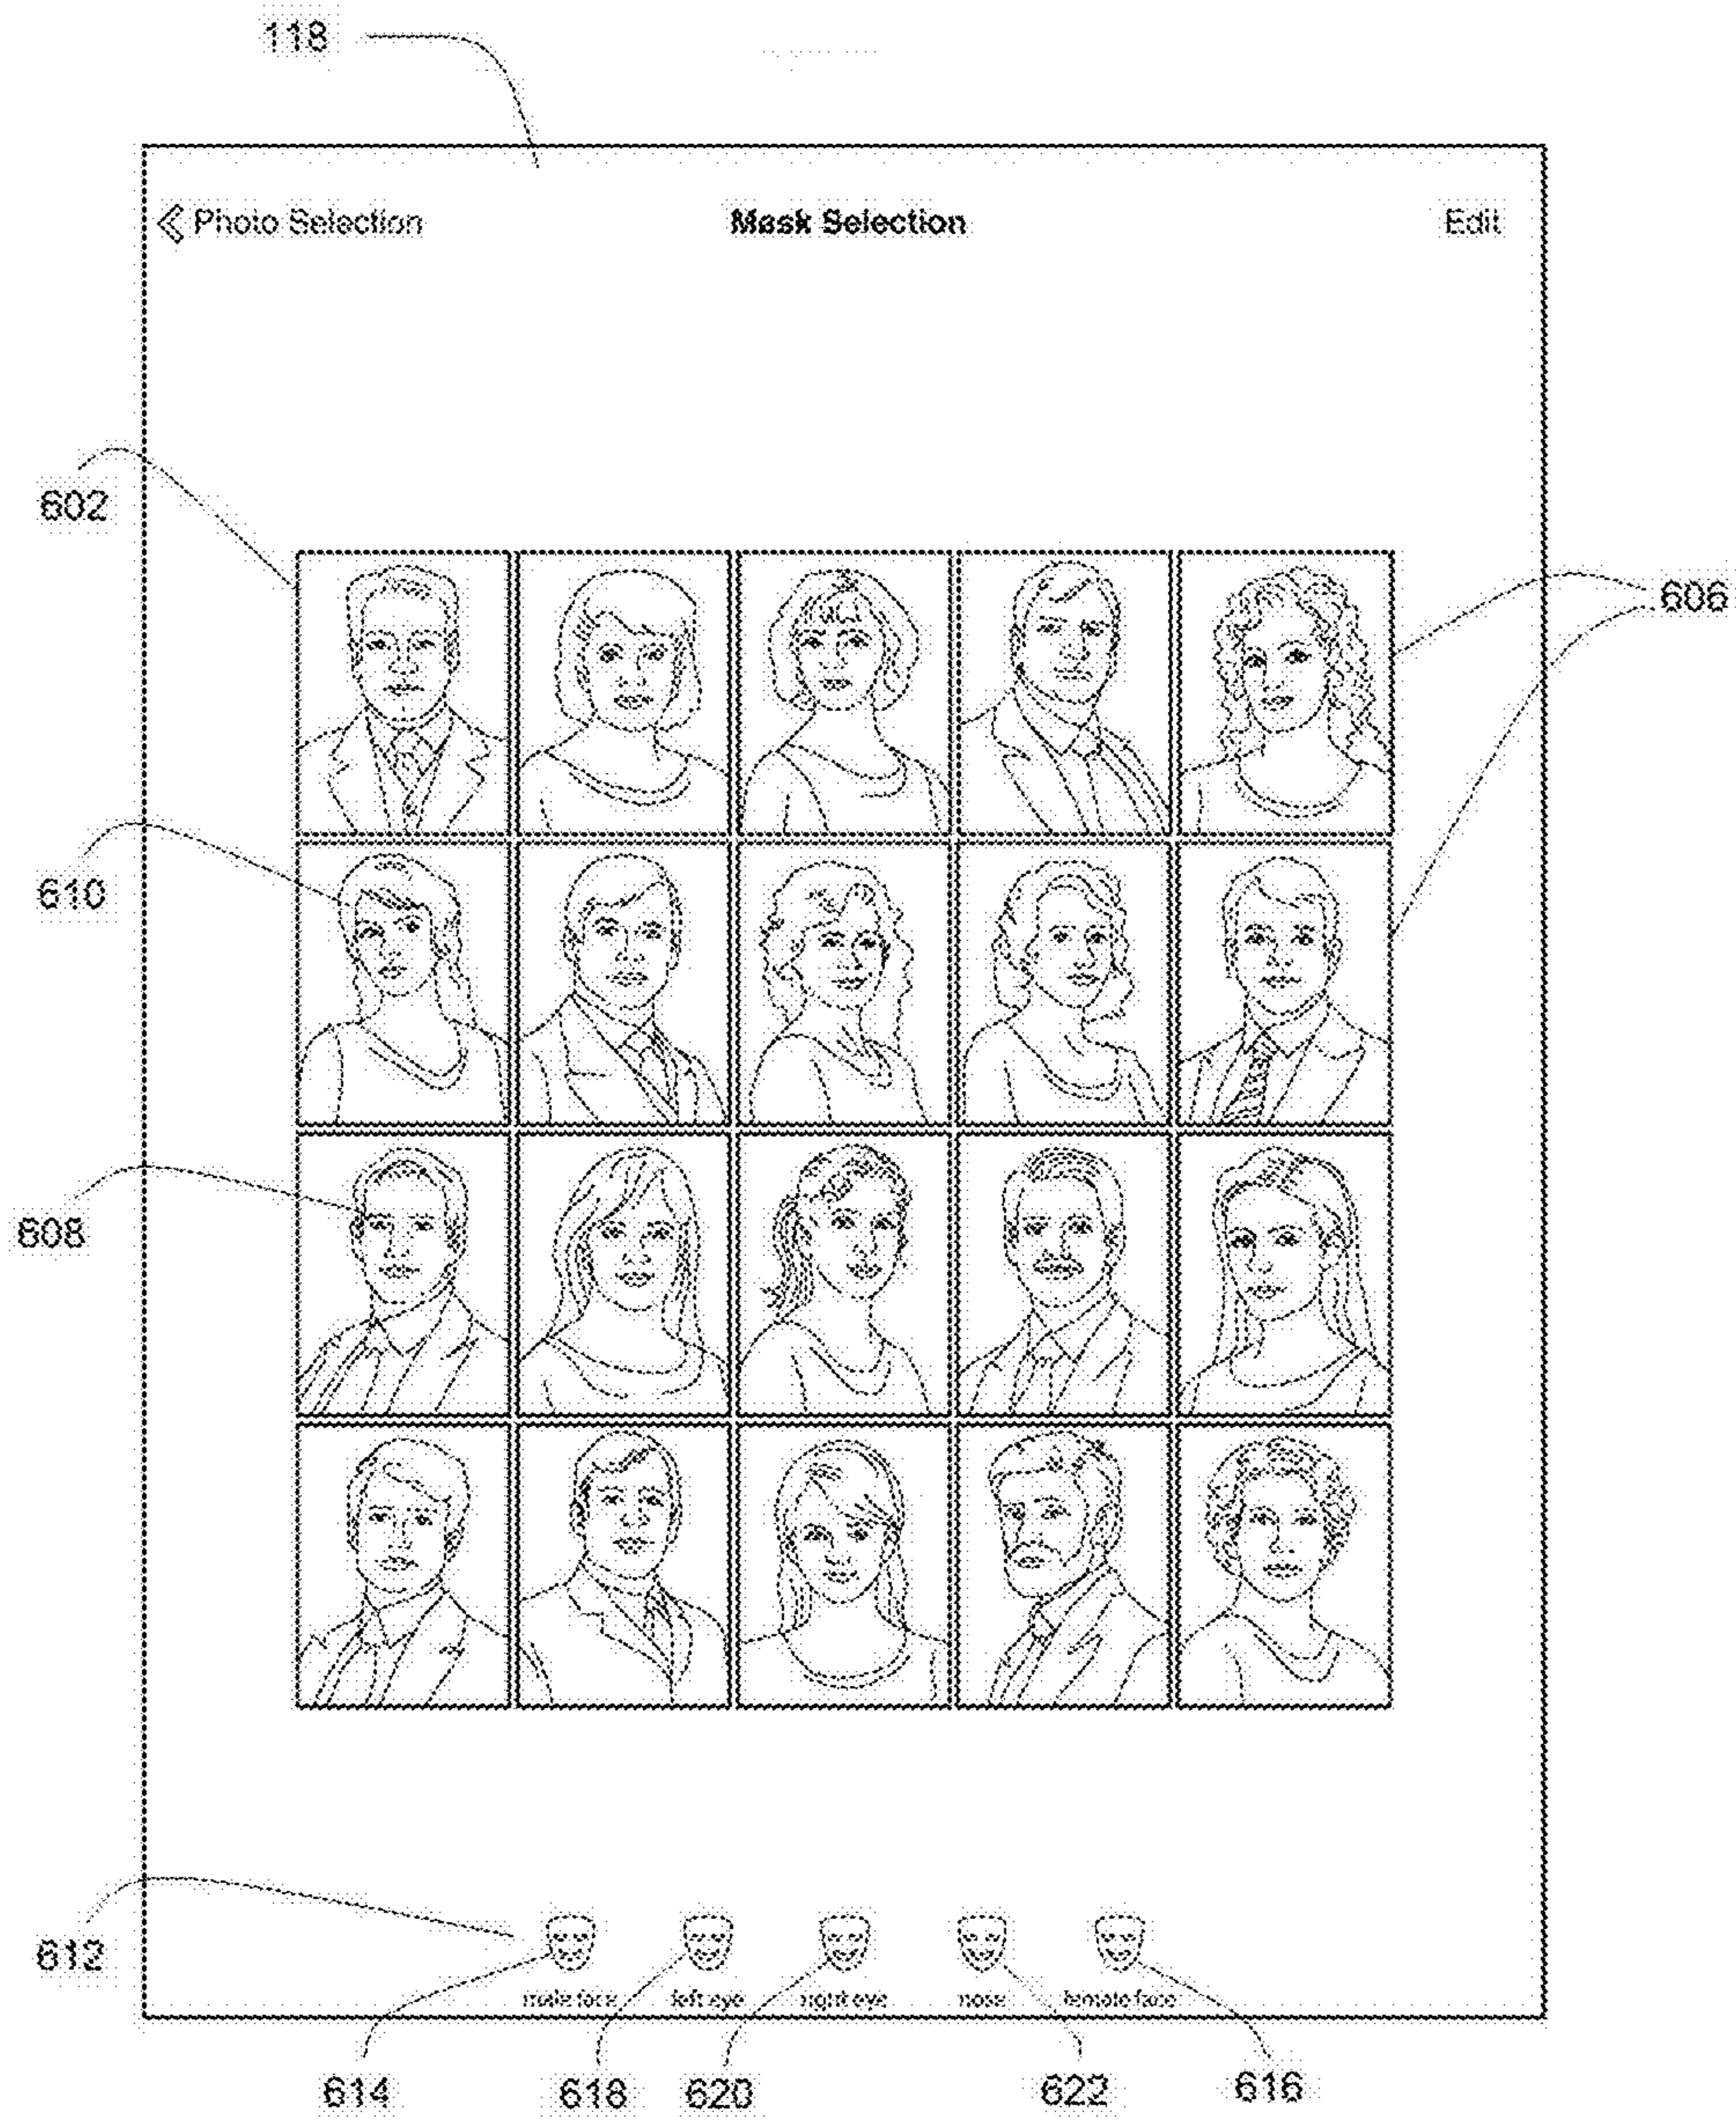 118
Photo Selection Mask Selection Edit
602
606
610
608
612
male face left eye right eye nose female face
614 618 620 622 616